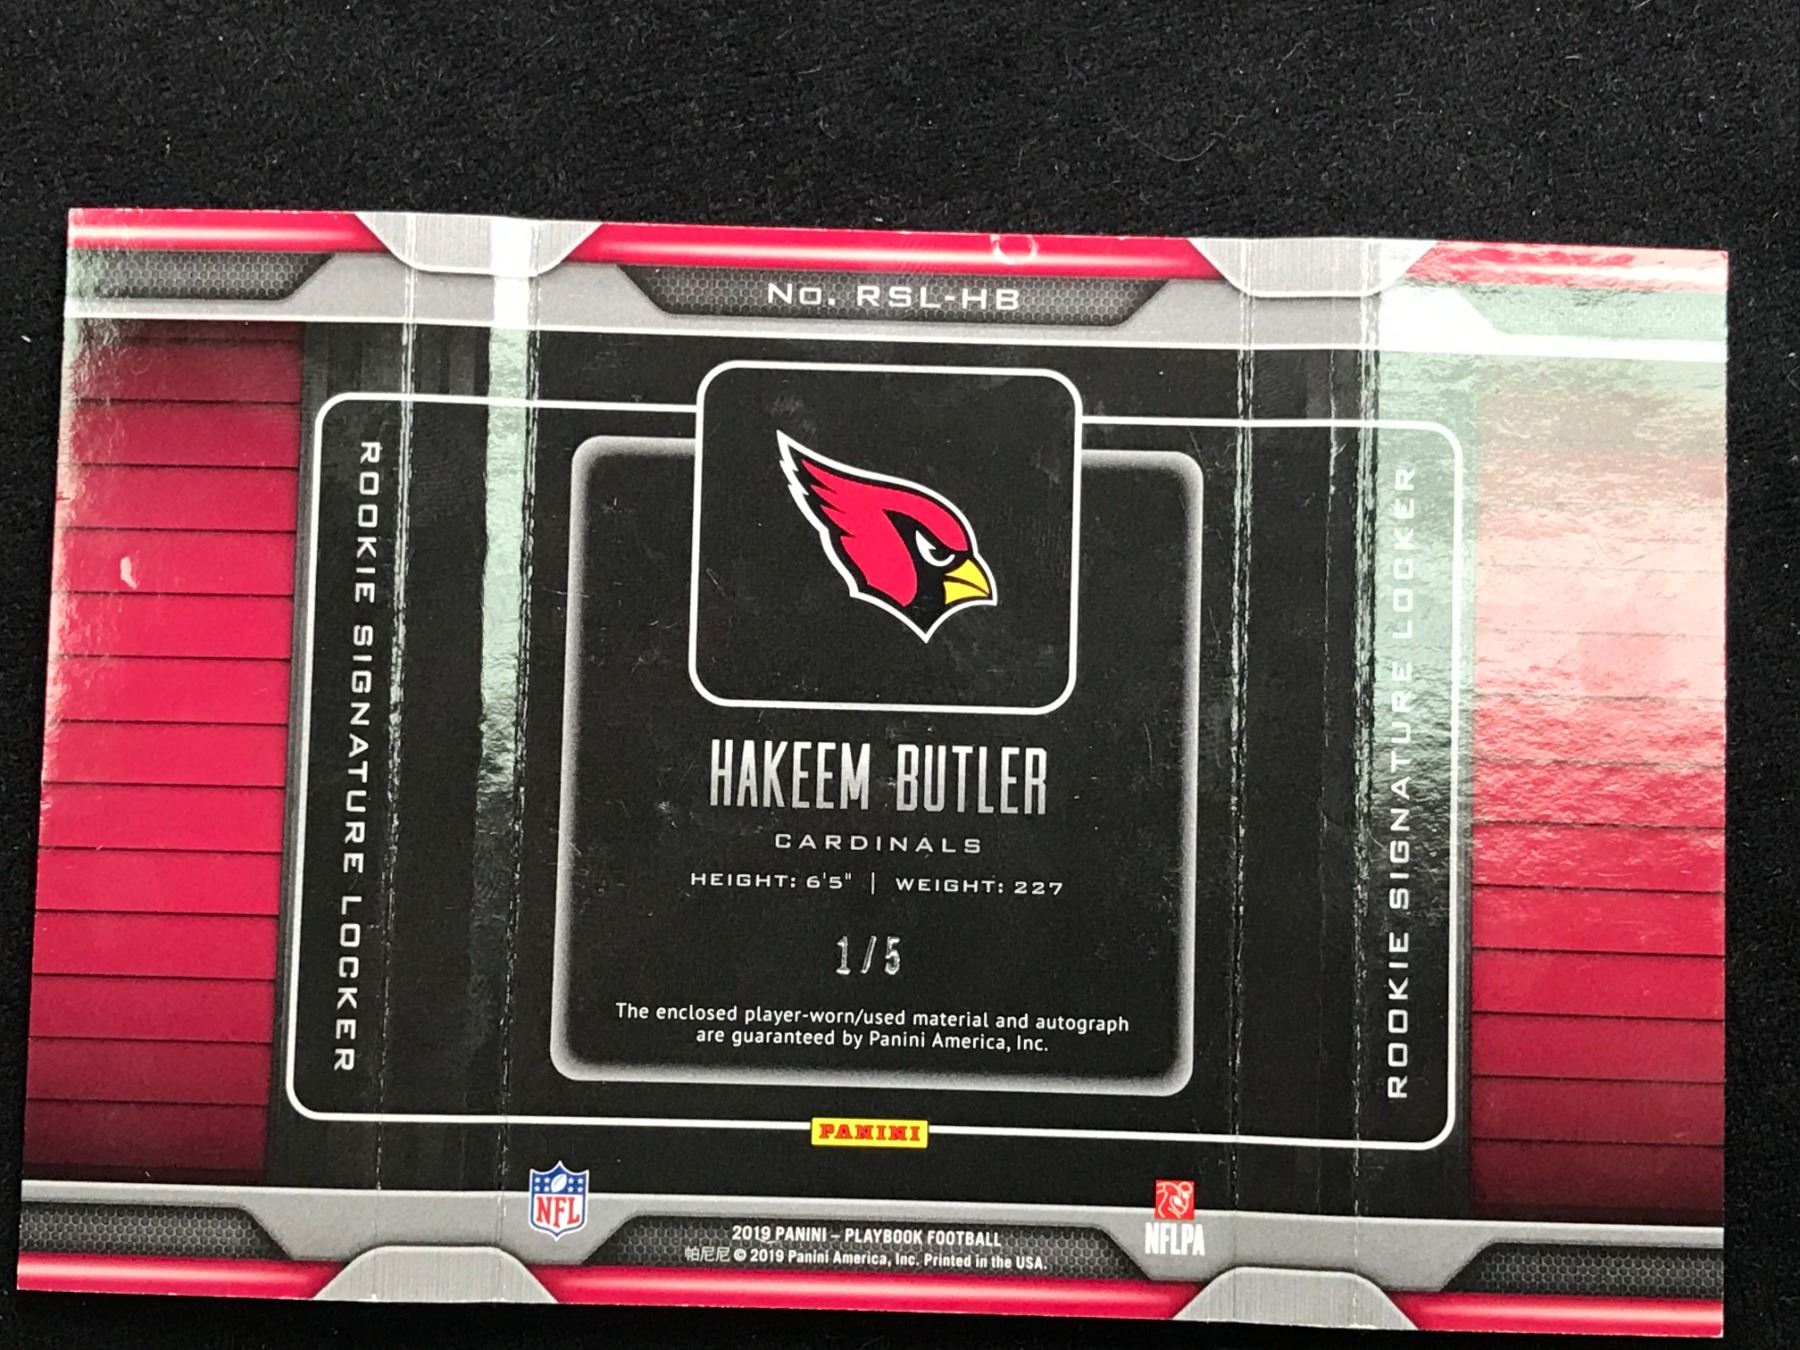 No. RSL-HB
ROOKIE SIGNATURE LOCKER
ROOKIE SIGNATURE LOCKER
HAKEEM BUTLER
CARDINALS
HEIGHT: 6'5" | WEIGHT: 227
1/5
The enclosed player-worn/used material and autograph
are guaranteed by Panini America, Inc.
PANINI
NFL
NFLPA
2019 PANINI – PLAYBOOK FOOTBALL
帕尼尼 © 2019 Panini America, Inc. Printed in the USA.